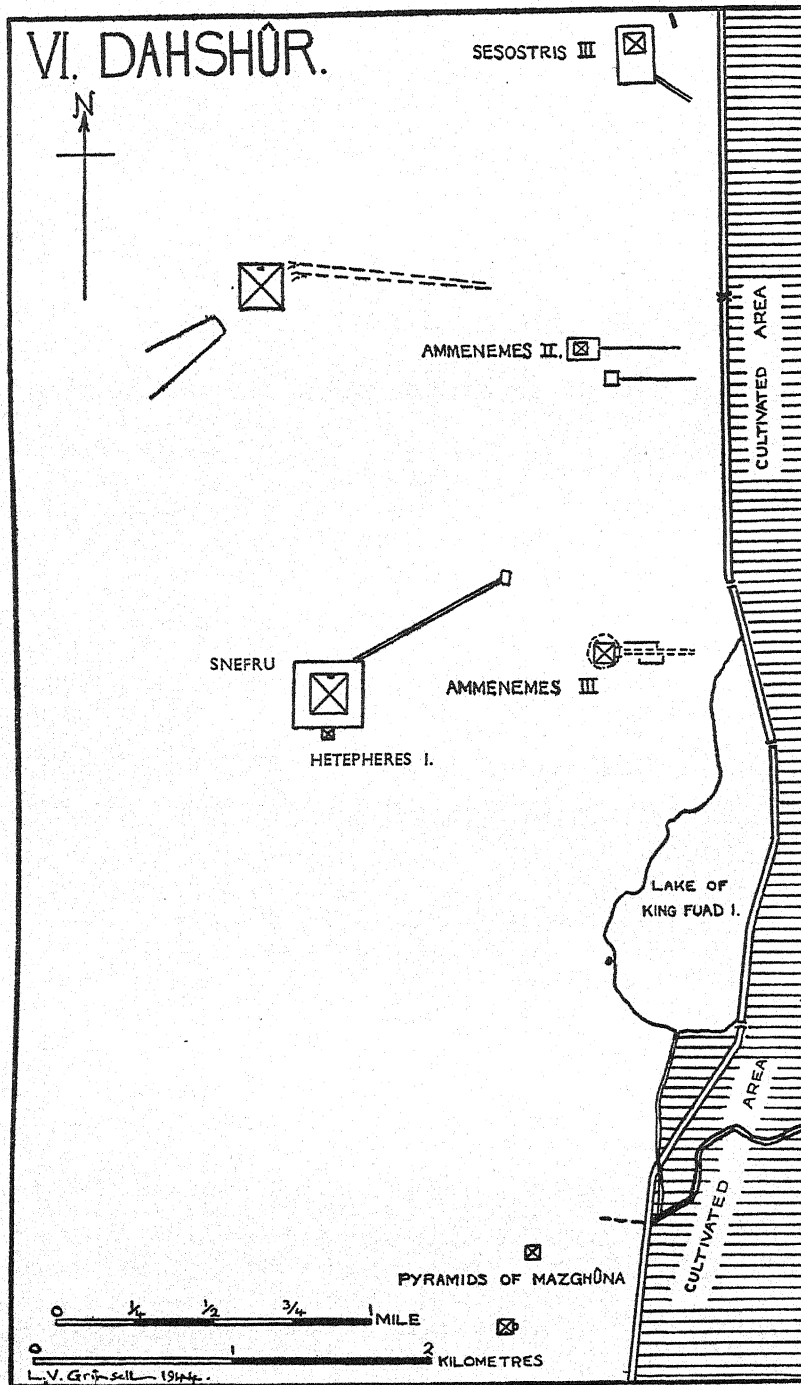 VI. DAHSHÛR.
N
SESOSTRIS III
AMMENEMES II.
CULTIVATED AREA
SNEFRU
AMMENEMES III
HETEPHERES I.
LAKE OF
KING FUAD I.
CULTIVATED AREA
PYRAMIDS OF MAZGHÛNA
0 ¼ ½ ¾ 1 MILE
0 1 2 KILOMETRES
L.V. Grinsell 1944.